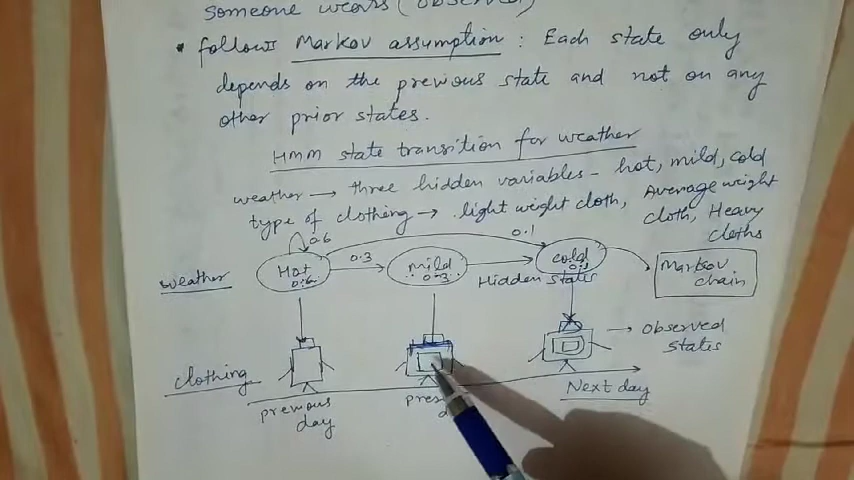 someone wears (observed)
• follows Markov assumption : Each state only
depends on the previous state and not on any
other prior states.
HMM state transition for weather
weather → three hidden variables - hot, mild, cold
type of clothing → light weight cloth, Average weight
cloth, Heavy
cloths
0.6
0.1
weather
Hot
0.6
0.3
mild
0.3
cold
Hidden states
Markov
chain
observed
states
clothing
previous
day
Next day